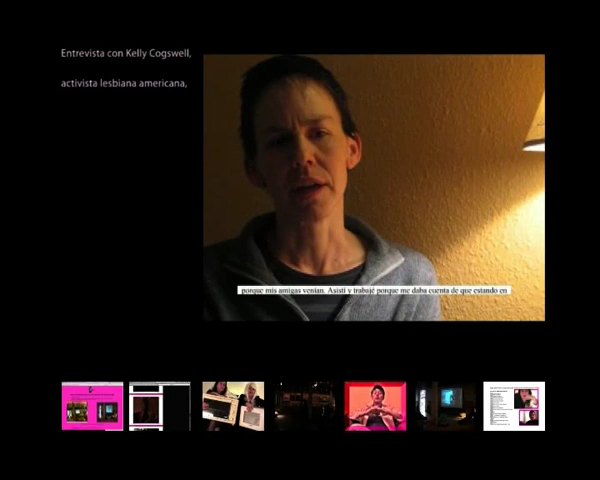 Entrevista con Kelly Cogswell,
activista lesbiana americana,
porque mis amigas venían. Asistí y trabajé porque me daba cuenta de que estando en